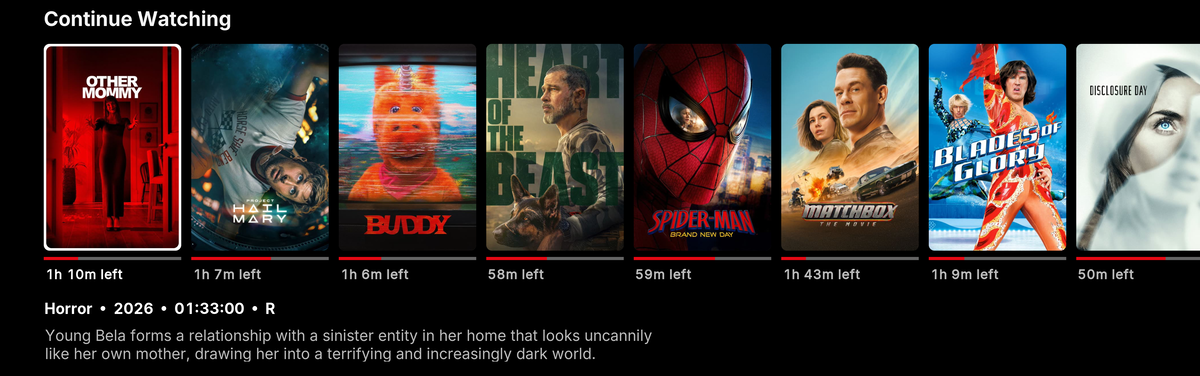 Continue Watching
OTHER
MOMMY
PROJECT
HAIL
MARY
BUDDY
HEART
OF
THE
BEAST
SPIDER-MAN
BRAND NEW DAY
MATCHBOX
THE MOVIE
BLADES OF
GLORY
DISCLOSURE DAY
1h 10m left
1h 7m left
1h 6m left
58m left
59m left
1h 43m left
1h 9m left
50m left
Horror • 2026 • 01:33:00 • R
Young Bela forms a relationship with a sinister entity in her home that looks uncannily
like her own mother, drawing her into a terrifying and increasingly dark world.